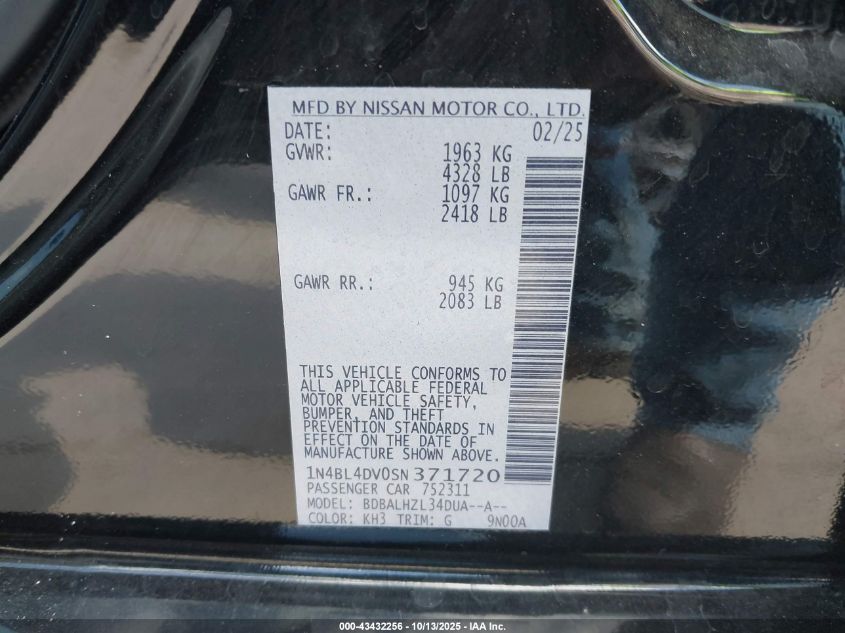 MFD BY NISSAN MOTOR CO., LTD.
DATE: 02/25
GVWR: 1963 KG
4328 LB
GAWR FR.: 1097 KG
2418 LB
GAWR RR.: 945 KG
2083 LB
THIS VEHICLE CONFORMS TO
ALL APPLICABLE FEDERAL
MOTOR VEHICLE SAFETY,
BUMPER, AND THEFT
PREVENTION STANDARDS IN
EFFECT ON THE DATE OF
MANUFACTURE SHOWN ABOVE.
1N4BL4DV0SN 371720
PASSENGER CAR 752311
MODEL: BDBALHZL34DUA--A--
COLOR: KH3 TRIM: G 9N00A
000-43432256 - 10/13/2025 - IAA Inc.